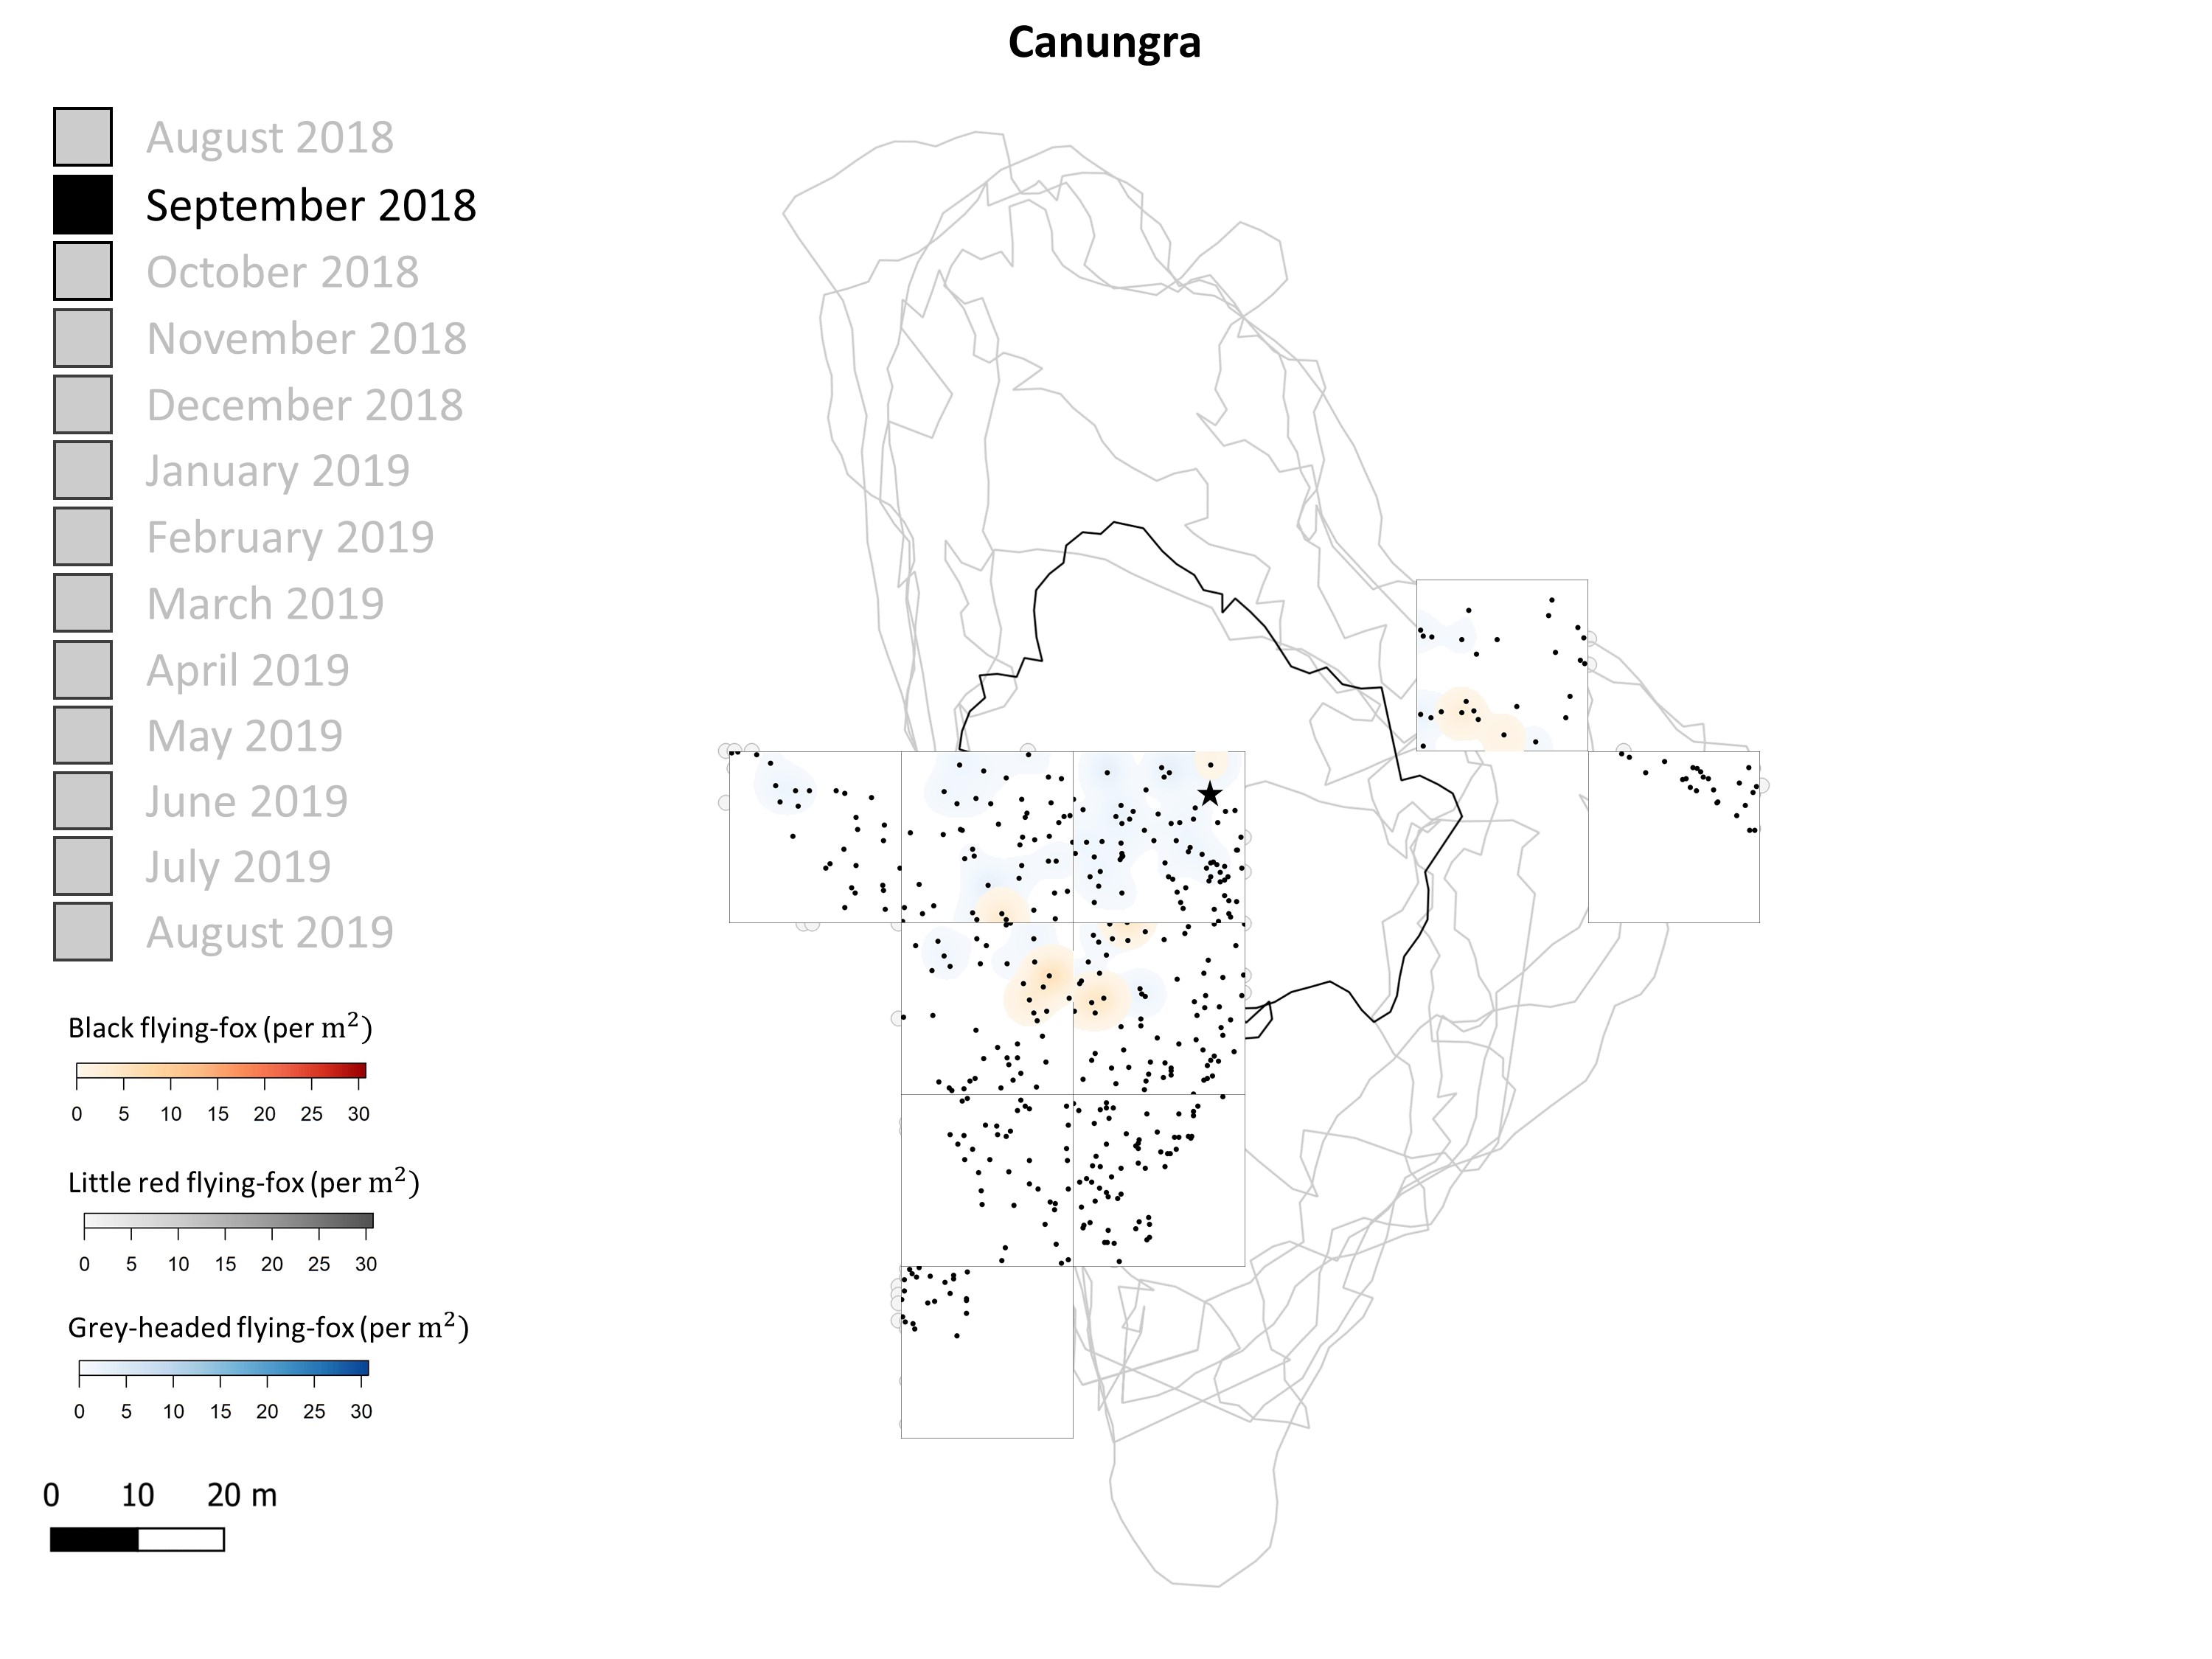 Canungra
August 2018
September 2018
October 2018
November 2018
December 2018
January 2019
February 2019
March 2019
April 2019
May 2019
June 2019
July 2019
August 2019
Black flying-fox (per m²)
0 5 10 15 20 25 30
Little red flying-fox (per m²)
0 5 10 15 20 25 30
Grey-headed flying-fox (per m²)
0 5 10 15 20 25 30
0 10 20 m